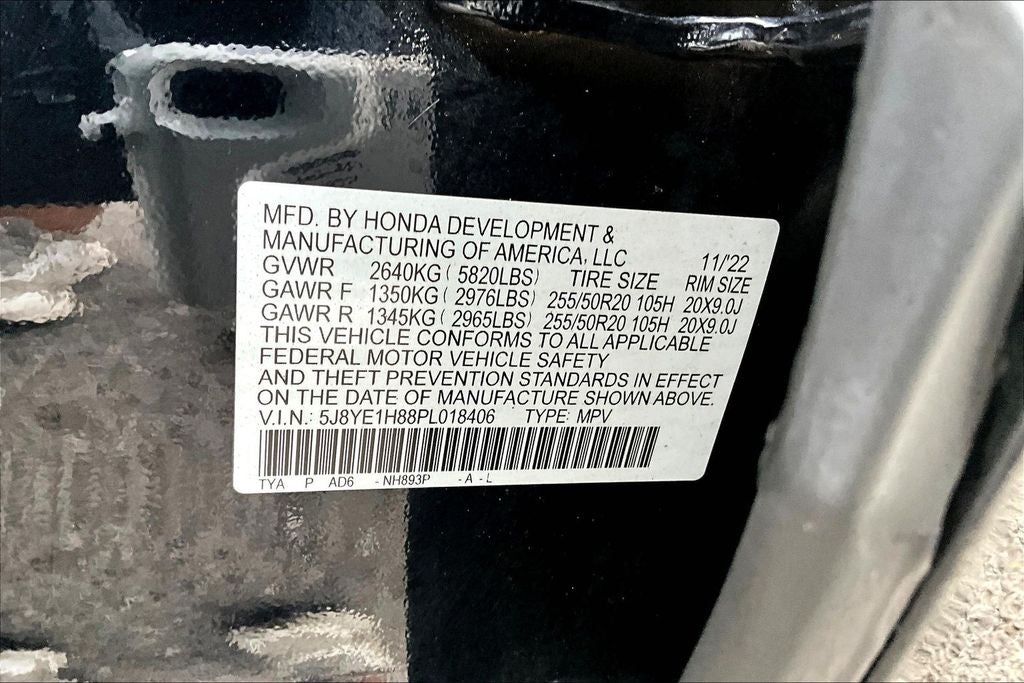 MFD. BY HONDA DEVELOPMENT &
MANUFACTURING OF AMERICA, LLC 11/'22
GVWR 2640KG ( 5820LBS) TIRE SIZE RIM SIZE
GAWR F 1350KG ( 2976LBS) 255/50R20 105H 20X9.0J
GAWR R 1345KG ( 2965LBS) 255/50R20 105H 20X9.0J
THIS VEHICLE CONFORMS TO ALL APPLICABLE
FEDERAL MOTOR VEHICLE SAFETY
AND THEFT PREVENTION STANDARDS IN EFFECT
ON THE DATE OF MANUFACTURE SHOWN ABOVE.
V.I.N.: 5J8YE1H88PL018406 TYPE: MPV
TYA P AD6 - NH893P - A - L